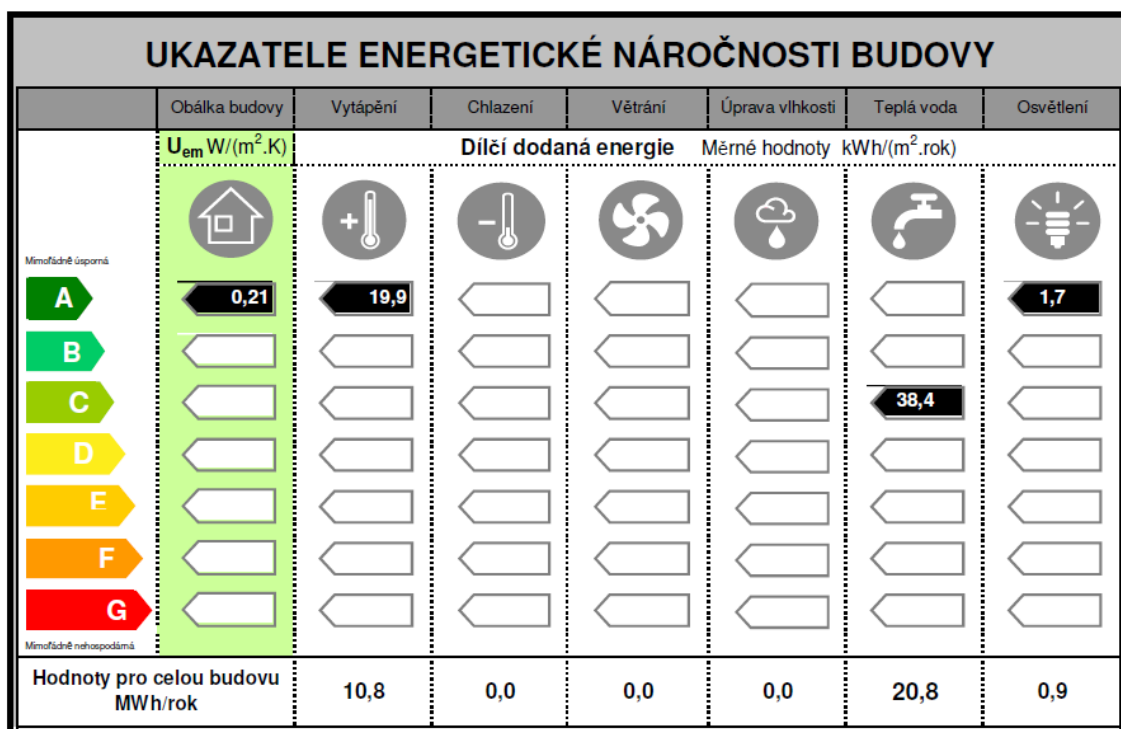 UKAZATELE ENERGETICKÉ NÁROČNOSTI BUDOVY
Obálka budovy Vytápění Chlazení Větrání Úprava vlhkosti Teplá voda Osvětlení
Uem W/(m².K) Dílčí dodaná energie Měrné hodnoty kWh/(m².rok)
Mimořádně úsporná
A 0,21 19,9 1,7
B
C 38,4
D
E
F
G
Mimořádně nehospodárná
Hodnoty pro celou budovu
MWh/rok 10,8 0,0 0,0 0,0 20,8 0,9